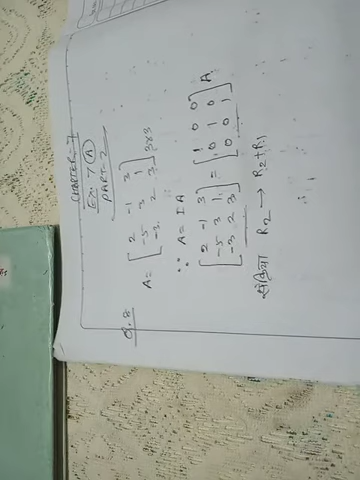 CHAPTER-7
Ex. 7 (A)
PART-2
Q.8
A = [ 2 -1 3
-5 3 1
-3 2 3 ] 3x3
∵ A = IA
[ 2 -1 3
-5 3 1
-3 2 3 ] = [ 1 0 0
0 1 0
0 0 1 ] A
संक्रिया R2 → R2+R1